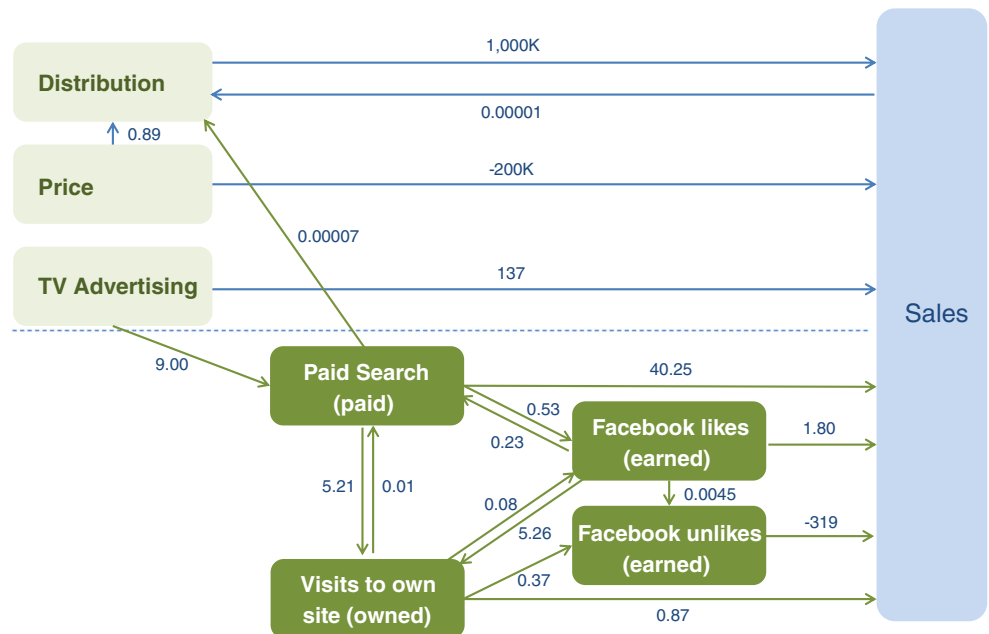 1,000K
Distribution
0.00001
0.89
-200K
Price
0.00007
TV Advertising
137
Sales
9.00
Paid Search
(paid)
40.25
0.53
0.23
Facebook likes
(earned)
1.80
5.21
0.01
0.08
5.26
0.0045
Facebook unlikes
(earned)
-319
0.37
Visits to own
site (owned)
0.87